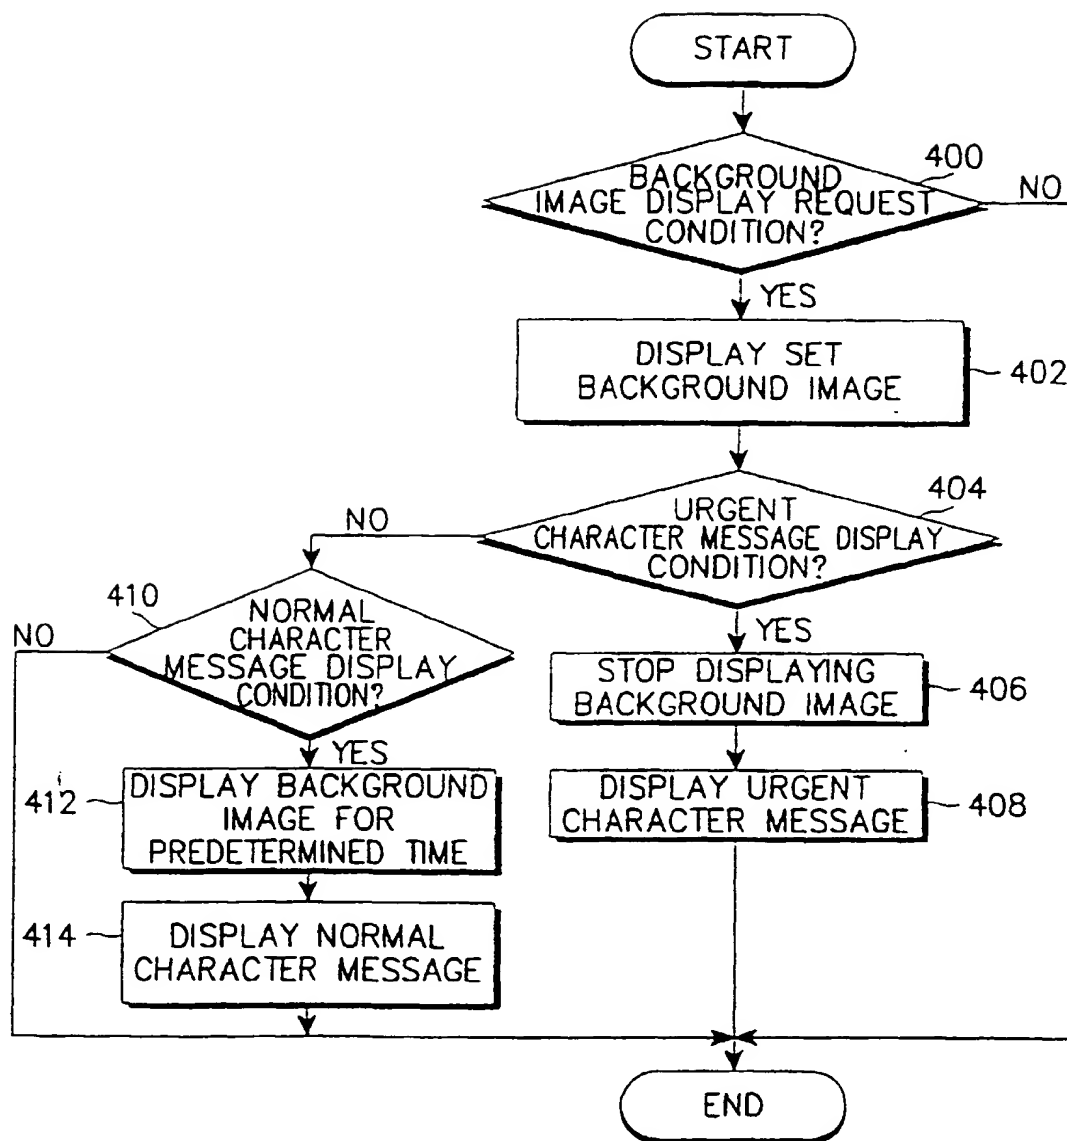 START
400
BACKGROUND
IMAGE DISPLAY REQUEST
CONDITION?
NO
YES
DISPLAY SET
BACKGROUND IMAGE
402
404
URGENT
CHARACTER MESSAGE DISPLAY
CONDITION?
NO
YES
410
NORMAL
CHARACTER
MESSAGE DISPLAY
CONDITION?
NO
YES
STOP DISPLAYING
BACKGROUND IMAGE
406
412
DISPLAY BACKGROUND
IMAGE FOR
PREDETERMINED TIME
DISPLAY URGENT
CHARACTER MESSAGE
408
414
DISPLAY NORMAL
CHARACTER MESSAGE
END